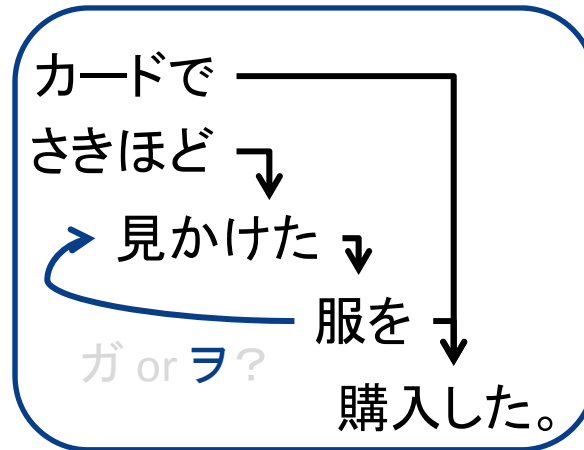 カードで
さきほど
見かけた
服を
ガ or ヲ?
購入した。